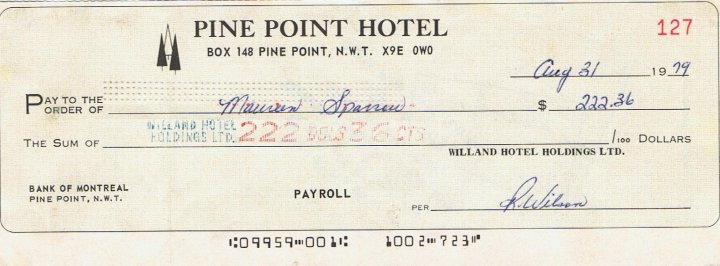 PINE POINT HOTEL
127
BOX 148 PINE POINT, N.W.T. X9E 0W0
Aug 31 1979
PAY TO THE ORDER OF Maureen Sparrow $ 222.36
THE SUM OF WILLAND HOTEL HOLDINGS LTD. 222 DOLS 36 CTS /100 DOLLARS
WILLAND HOTEL HOLDINGS LTD.
BANK OF MONTREAL
PINE POINT, N.W.T.
PAYROLL
PER R. Wilson
⑆09959⑉001⑆ 1002⑉723⑈